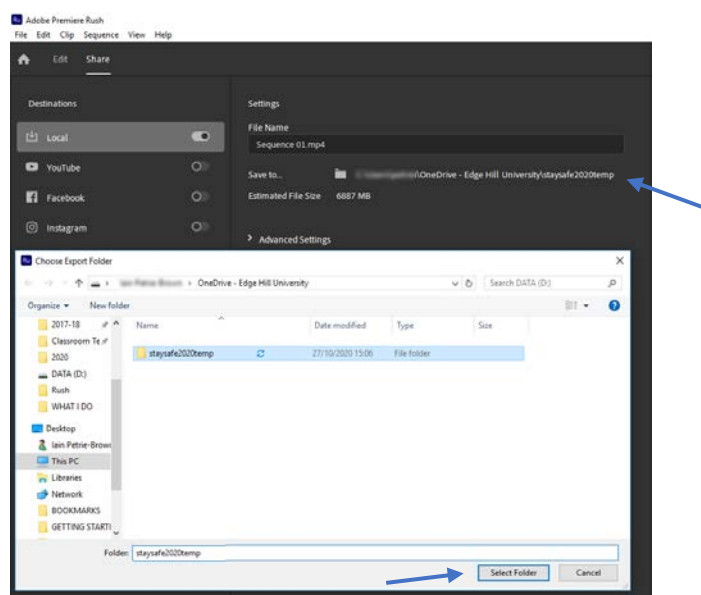 Ru Adobe Premiere Rush
File Edit Clip Sequence View Help
Edit Share
Destinations
Settings
File Name
Sequence 01.mp4
Local
YouTube
Save to...
\OneDrive - Edge Hill University\staysafe2020temp
Facebook
Estimated File Size 6887 MB
Instagram
Advanced Settings
Ru Choose Export Folder
OneDrive - Edge Hill University
Search DATA (D:)
Organize New folder
2017-18
Name Date modified Type Size
Classroom Te
2020
staysafe2020temp 27/10/2020 15:06 File folder
DATA (D:)
Rush
WHAT I DO
Desktop
Iain Petrie-Brown
This PC
Libraries
Network
BOOKMARKS
GETTING STARTI
Folder: staysafe2020temp
Select Folder Cancel